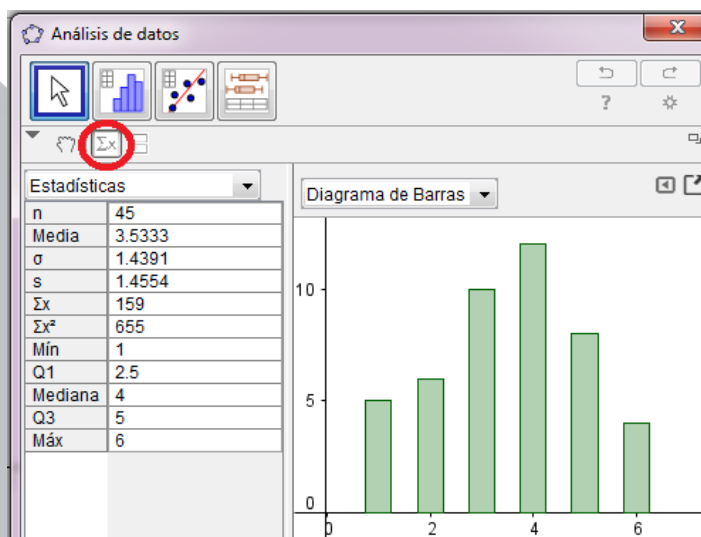 Análisis de datos
?
Σx
Estadísticas
Diagrama de Barras
n 45
Media 3.5333
σ 1.4391
s 1.4554
Σx 159
Σx² 655
Mín 1
Q1 2.5
Mediana 4
Q3 5
Máx 6
10
5
0
0 2 4 6